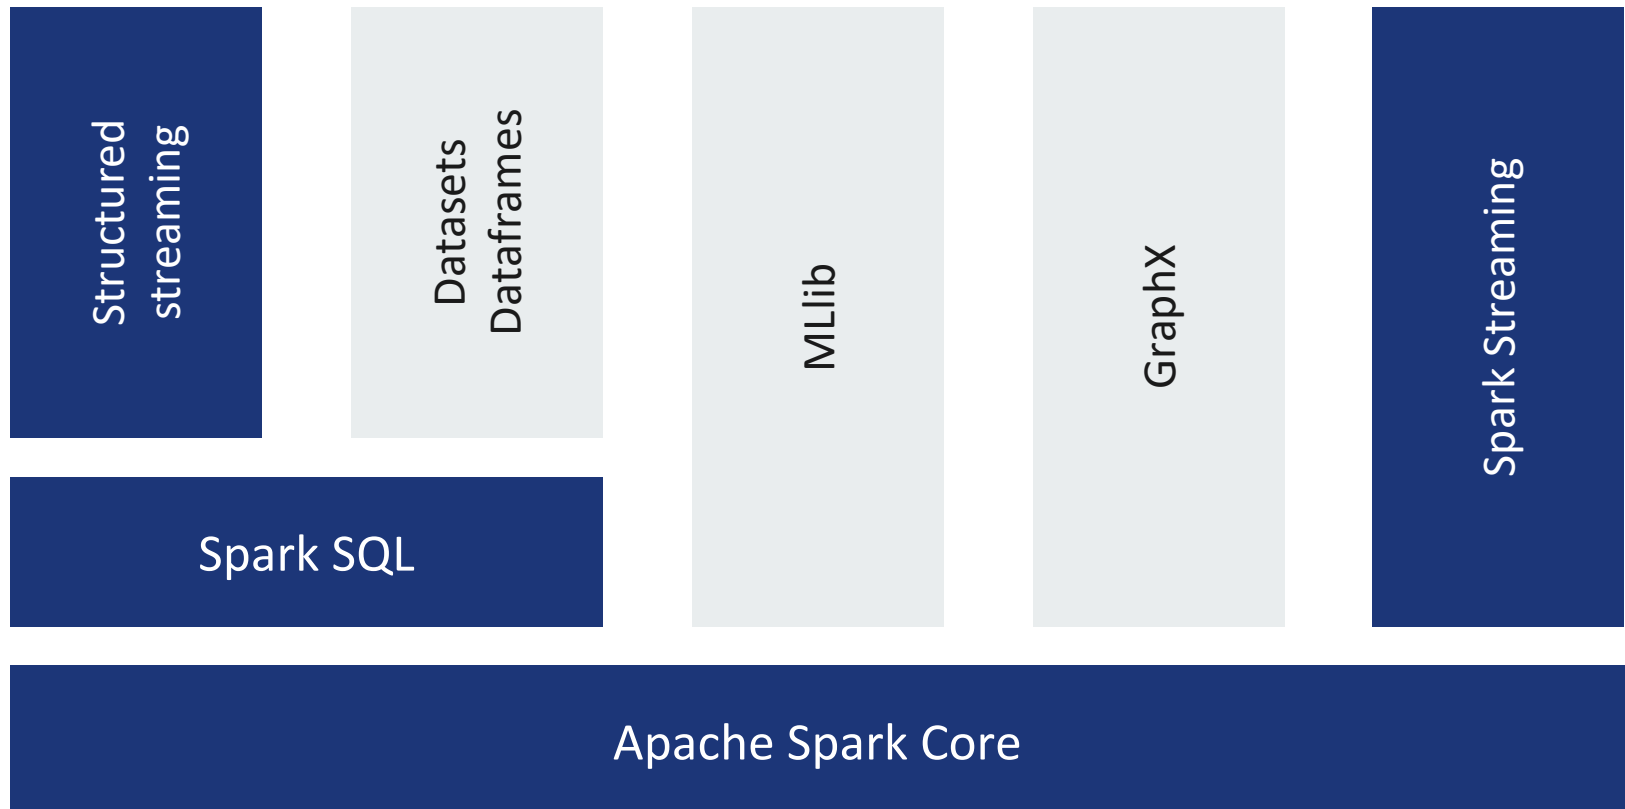 Structured
streaming
Datasets
Dataframes
MLlib
GraphX
Spark Streaming
Spark SQL
Apache Spark Core